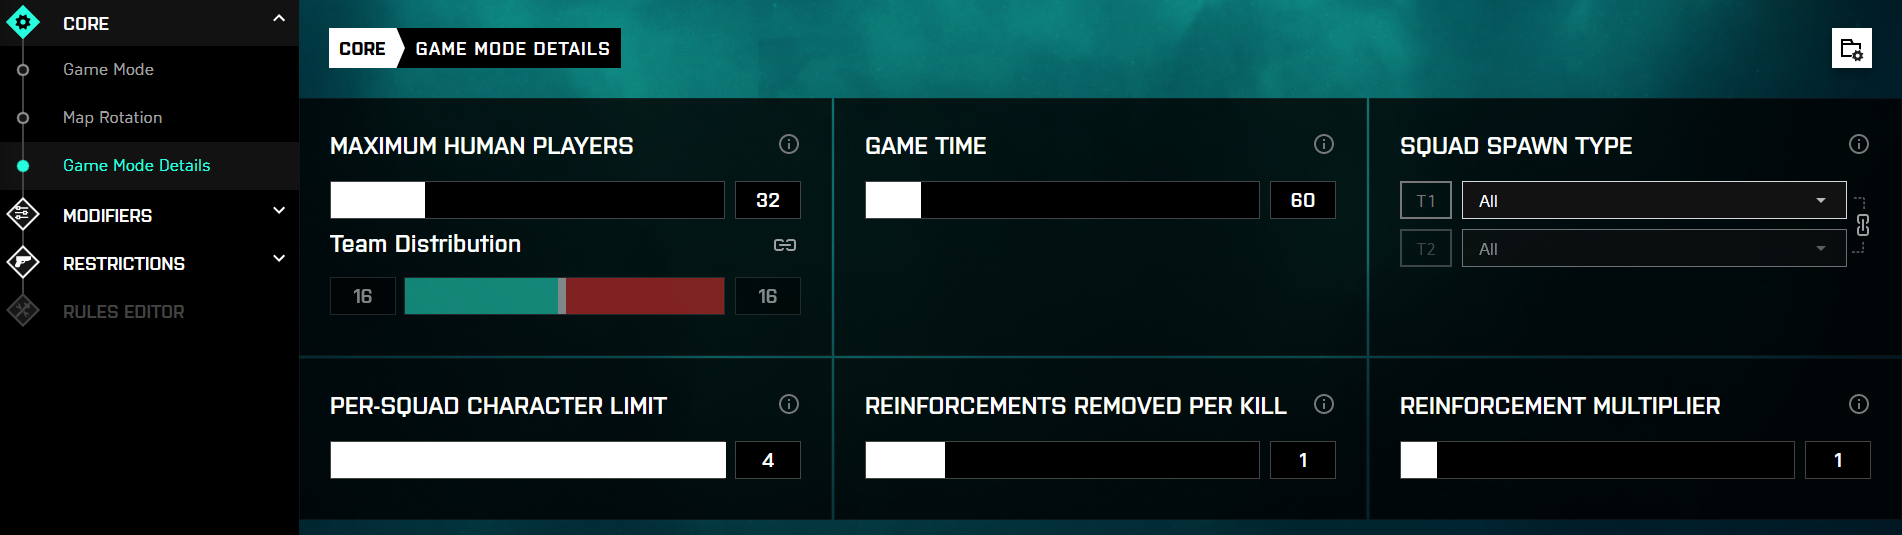 CORE
Game Mode
Map Rotation
Game Mode Details
MODIFIERS
RESTRICTIONS
RULES EDITOR
CORE GAME MODE DETAILS
MAXIMUM HUMAN PLAYERS
32
Team Distribution
16 16
GAME TIME
60
SQUAD SPAWN TYPE
T1 All
T2 All
PER-SQUAD CHARACTER LIMIT
4
REINFORCEMENTS REMOVED PER KILL
1
REINFORCEMENT MULTIPLIER
1